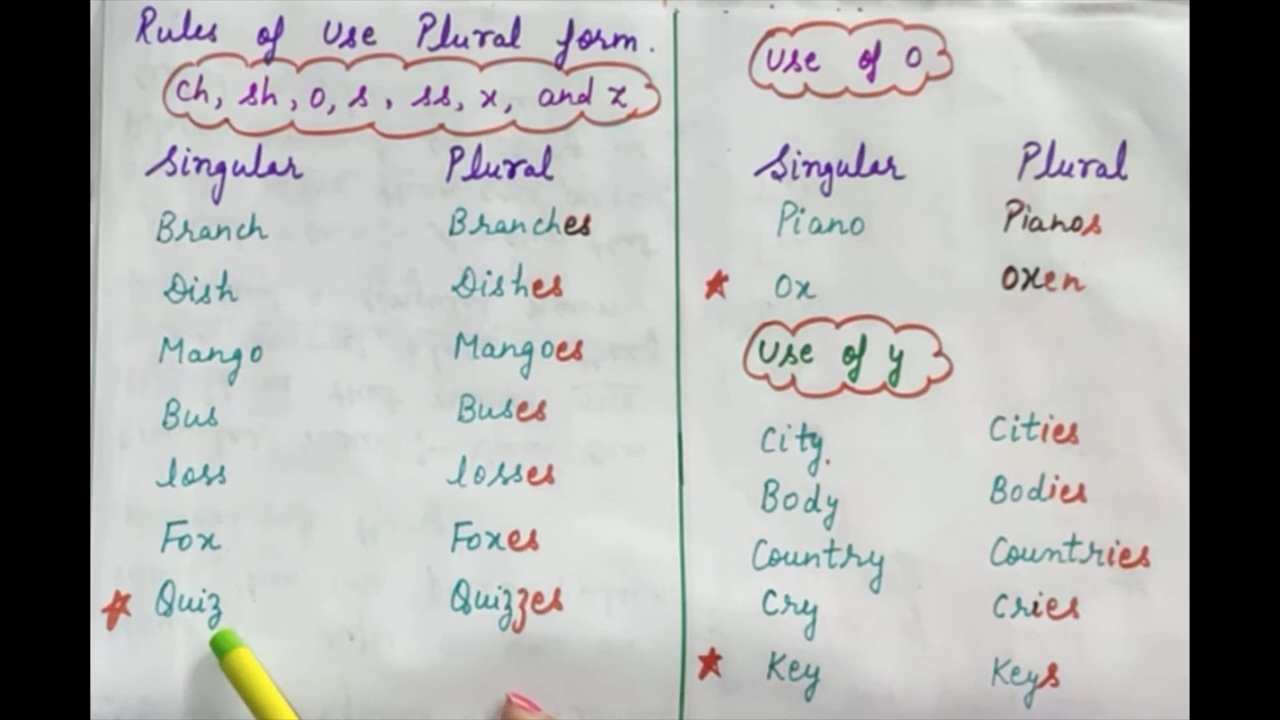 Rules of Use Plural form.
ch, sh, o, s, ss, x, and z
Singular Plural
Branch Branches
Dish Dishes
Mango Mangoes
Bus Buses
loss losses
Fox Foxes
Quiz Quizzes
Use of O
Singular Plural
Piano Pianos
Ox Oxen
Use of y
City. Cities
Body Bodies
Country Countries
Cry Cries
Key Keys